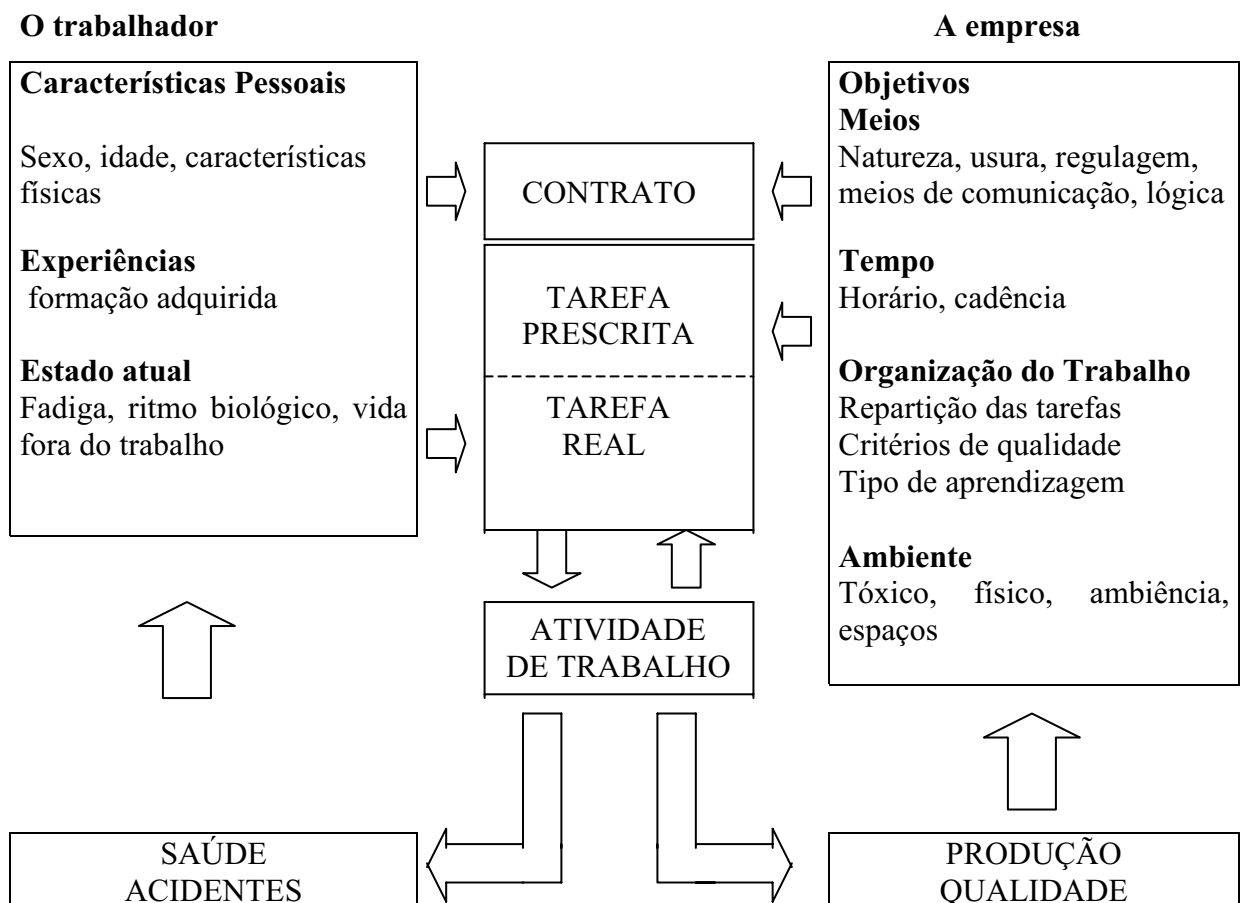 O trabalhador
A empresa
Características Pessoais
Sexo, idade, características
físicas
Experiências
formação adquirida
Estado atual
Fadiga, ritmo biológico, vida
fora do trabalho
CONTRATO
TAREFA
PRESCRITA
TAREFA
REAL
ATIVIDADE
DE TRABALHO
Objetivos
Meios
Natureza, usura, regulagem,
meios de comunicação, lógica
Tempo
Horário, cadência
Organização do Trabalho
Repartição das tarefas
Critérios de qualidade
Tipo de aprendizagem
Ambiente
Tóxico, físico, ambiência,
espaços
SAÚDE
ACIDENTES
PRODUÇÃO
QUALIDADE